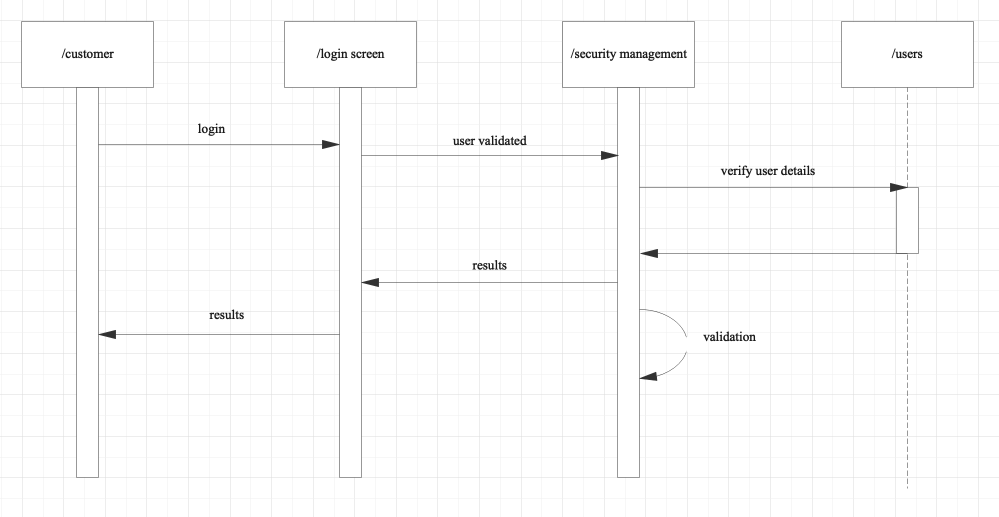 /customer
/login screen
/security management
/users
login
user validated
verify user details
results
results
validation